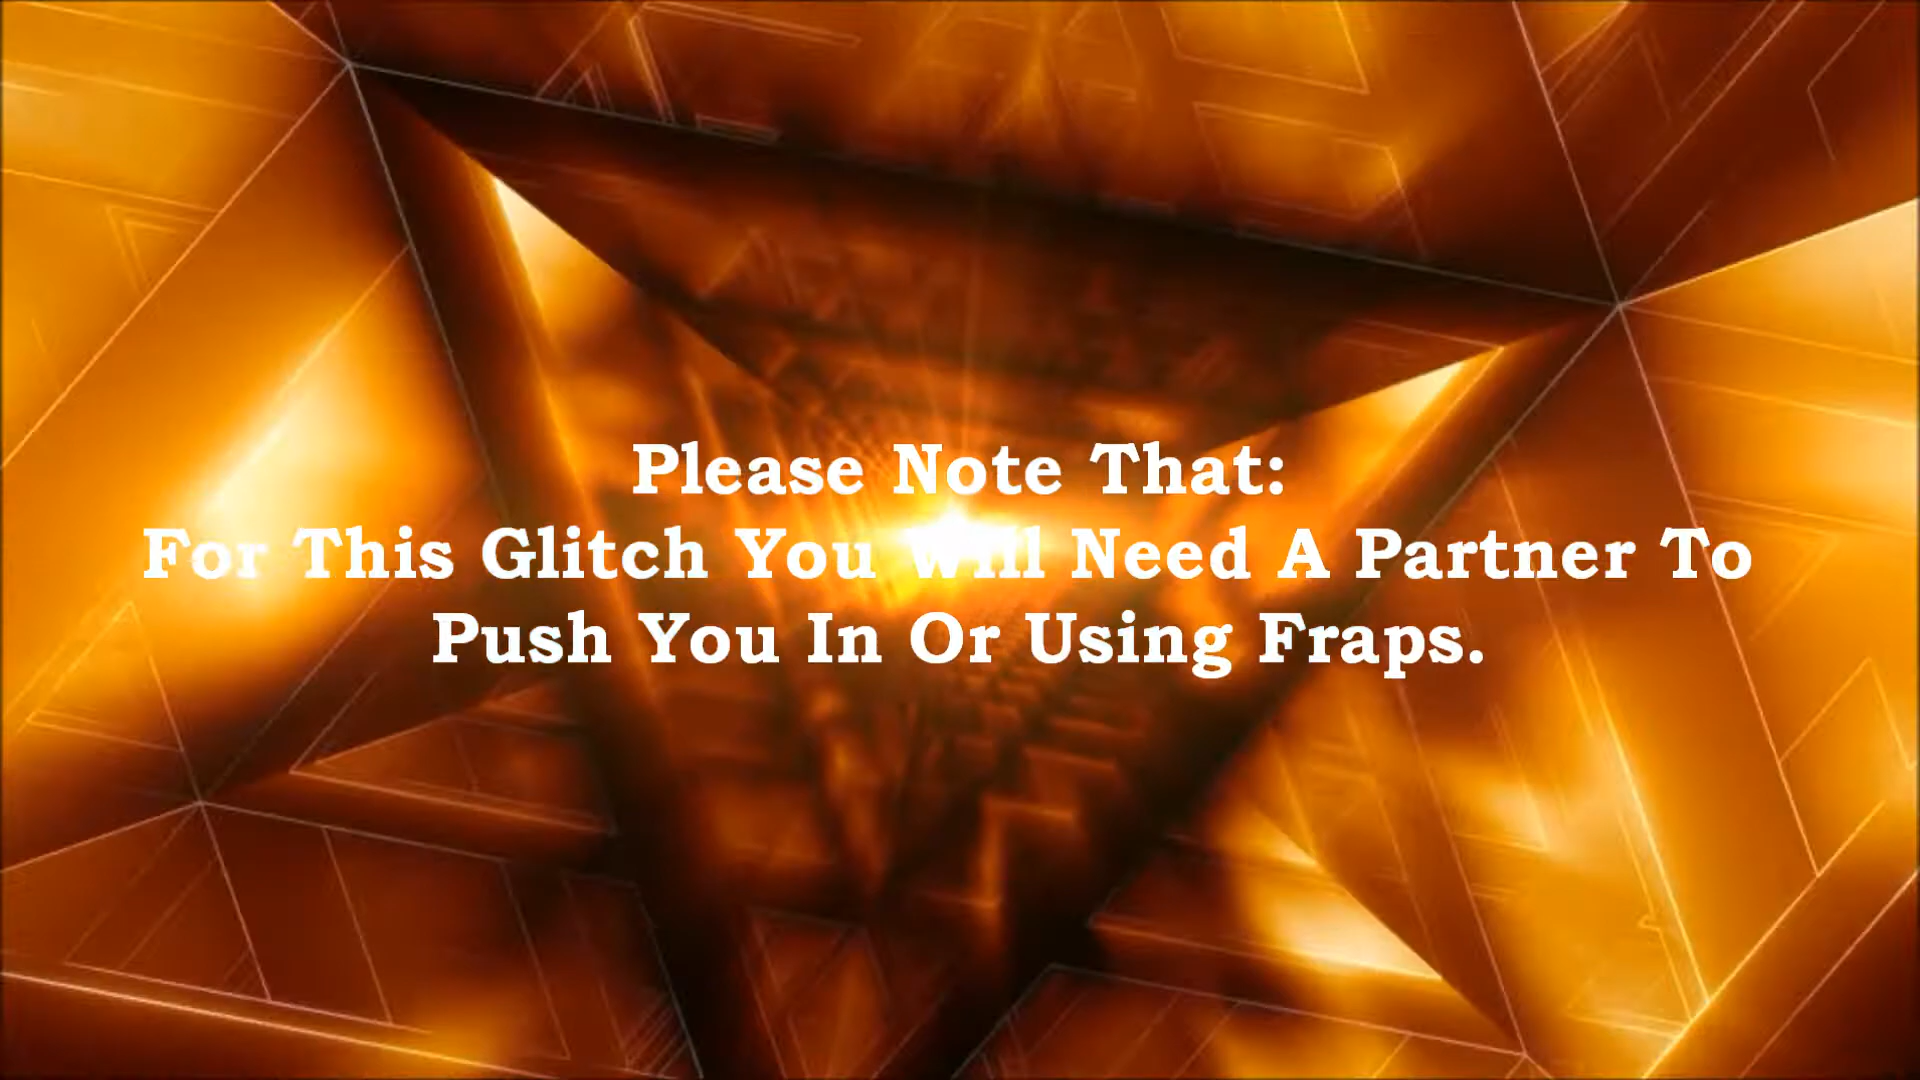 Please Note That:
For This Glitch You Will Need A Partner To
Push You In Or Using Fraps.